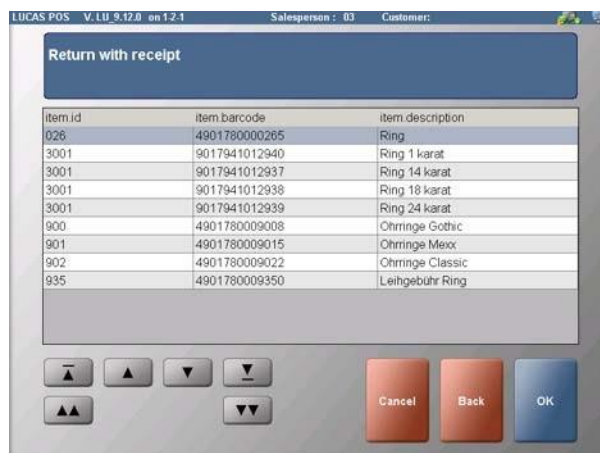 LUCAS POS V. LU_9.12.0 on 1-2-1 Salesperson : 03 Customer:
Return with receipt
item.id item.barcode item.description
026 4901780000265 Ring
3001 9017941012940 Ring 1 karat
3001 9017941012937 Ring 14 karat
3001 9017941012938 Ring 18 karat
3001 9017941012939 Ring 24 karat
900 4901780009008 Ohrringe Gothic
901 4901780009015 Ohrringe Mexx
902 4901780009022 Ohrringe Classic
935 4901780009350 Leihgebühr Ring
Cancel Back OK